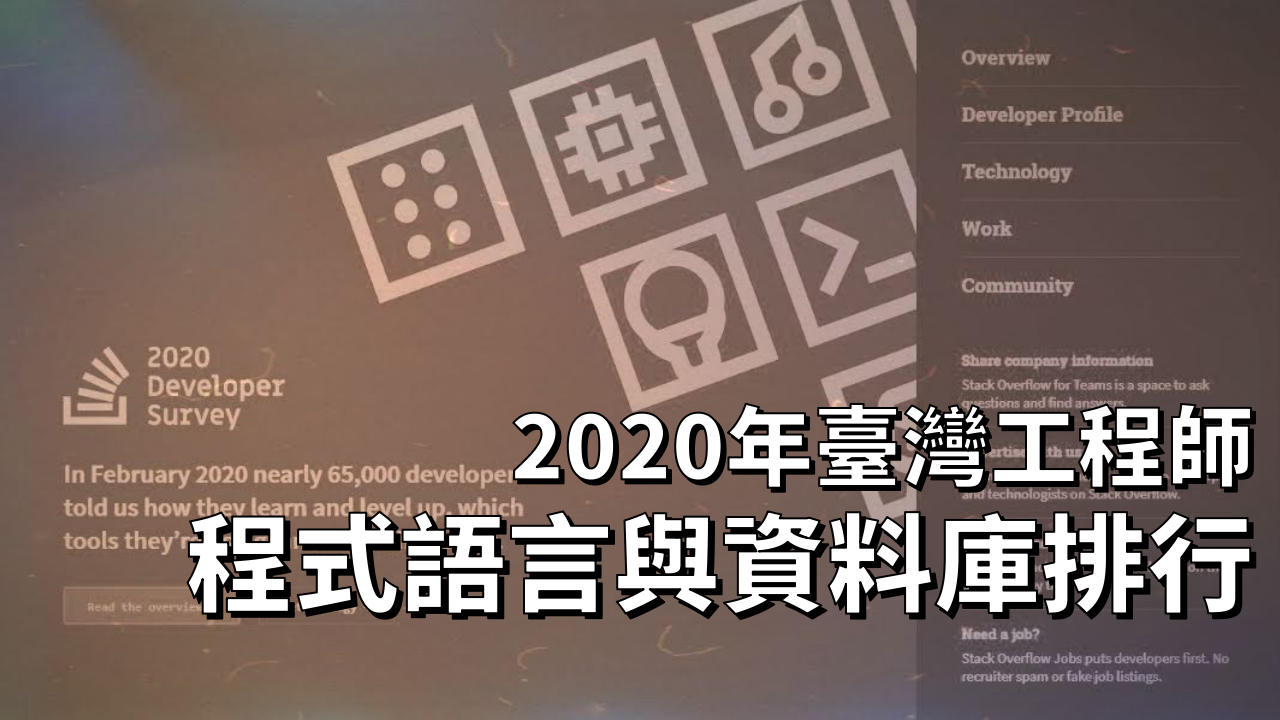 2020
Developer
Survey
In February 2020 nearly 65,000 developer
told us how they learn and level up, which
tools they're
Read the overview
2020年臺灣工程師
程式語言與資料庫排行
Overview
Developer Profile
Technology
Work
Community
Share company information
Stack Overflow for Teams is a space to ask
questions and find answers.
and technologists on Stack Overflow.
Need a job?
Stack Overflow Jobs puts developers first. No
recruiter spam or fake job listings.